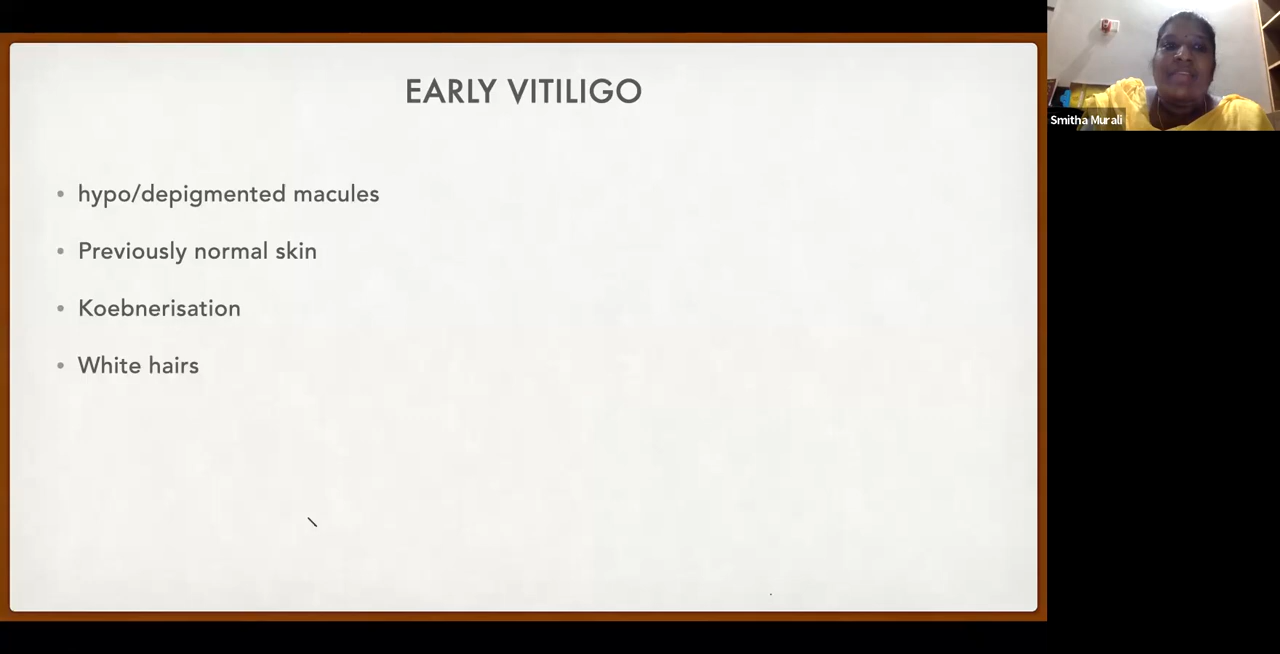 EARLY VITILIGO
• hypo/depigmented macules
• Previously normal skin
• Koebnerisation
• White hairs
Smitha Murali